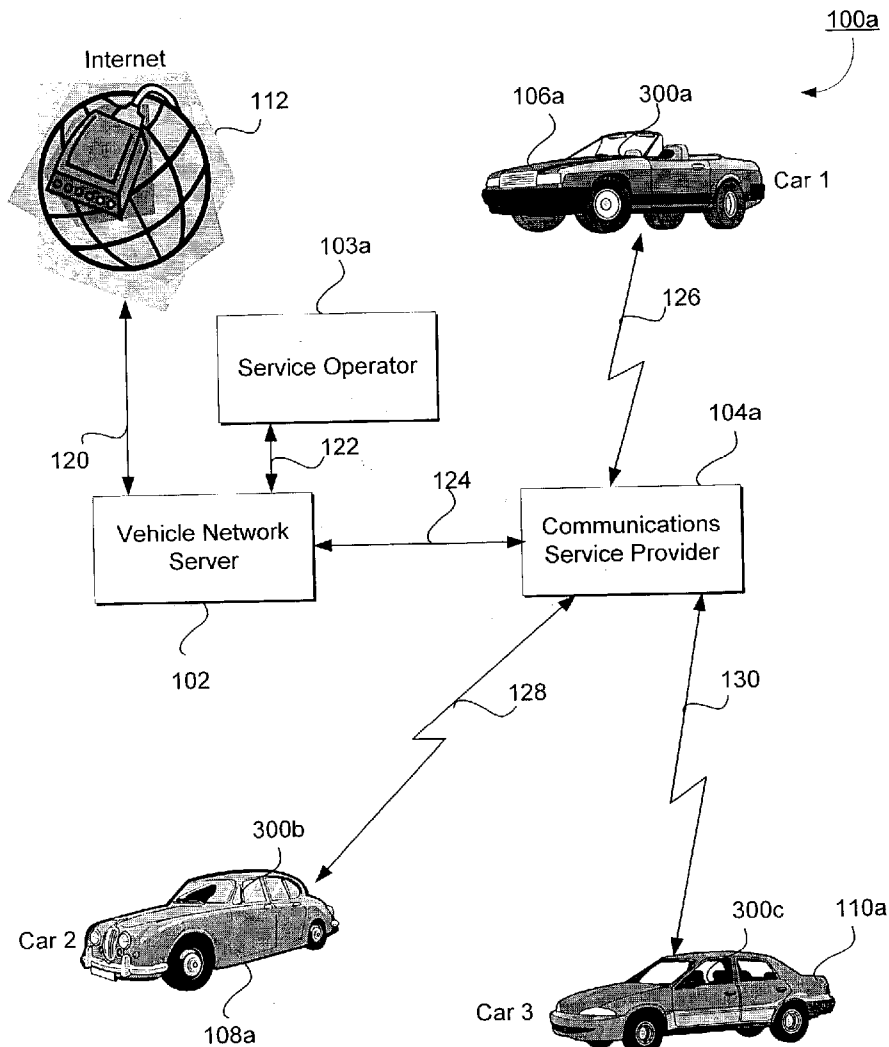 100a
Internet
112
106a
300a
Car 1
103a
Service Operator
126
120
122
104a
124
Vehicle Network
Server
Communications
Service Provider
102
128
130
300b
Car 2
108a
300c
110a
Car 3